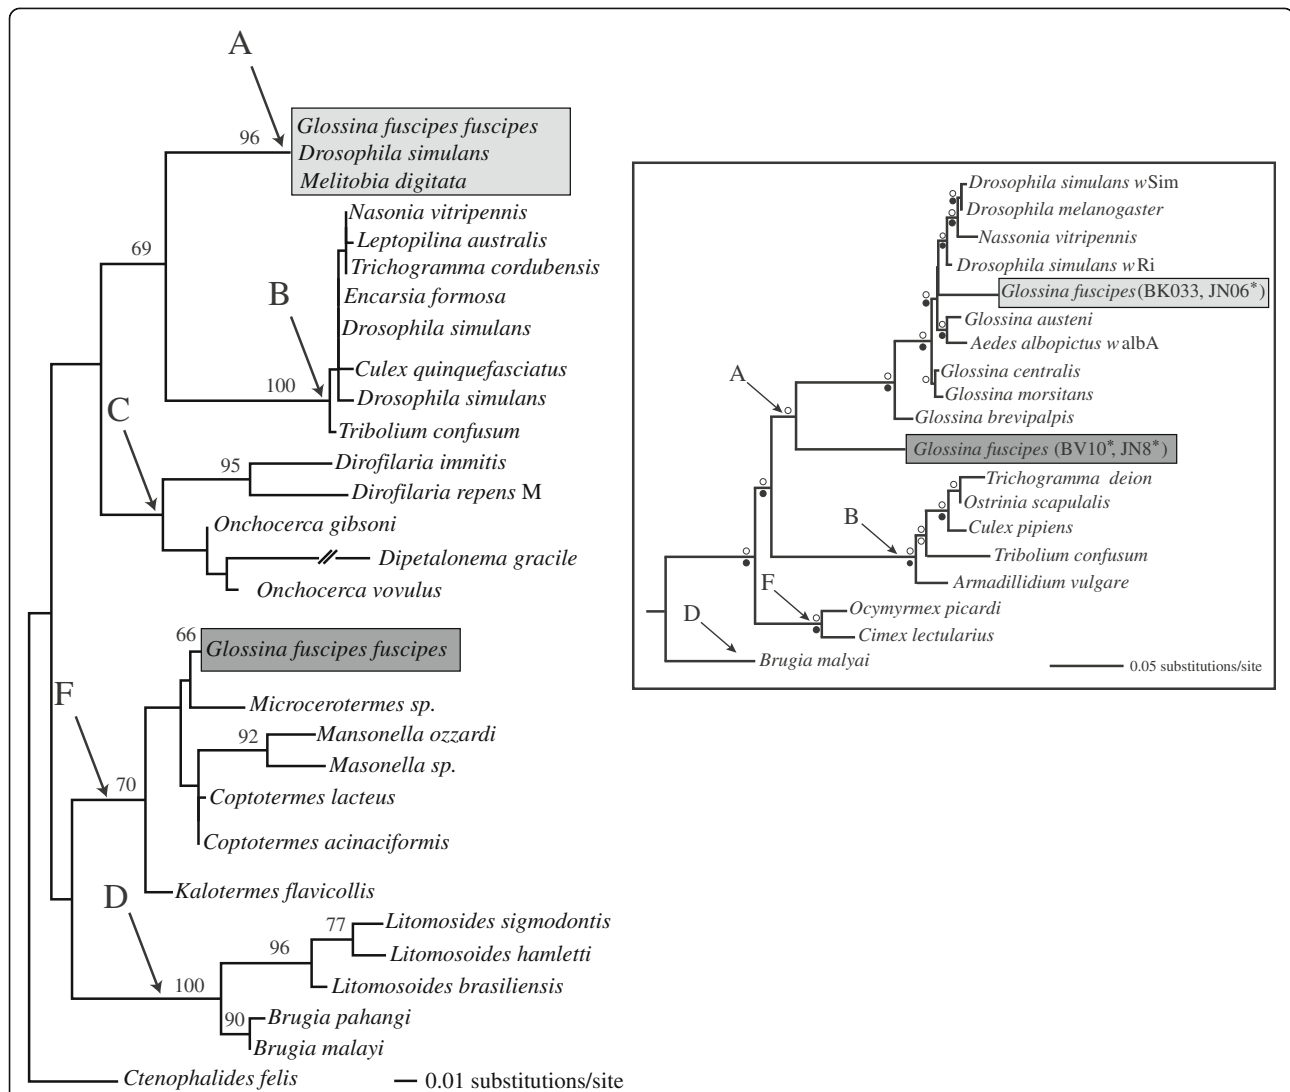 A
96
Glossina fuscipes fuscipes
Drosophila simulans
Melitobia digitata
69
Nasonia vitripennis
Leptopilina australis
Trichogramma cordubensis
B
Encarsia formosa
Drosophila simulans
Culex quinquefasciatus
100
Drosophila simulans
Tribolium confusum
C
95
Dirofilaria immitis
Dirofilaria repens M
Onchocerca gibsoni
Dipetalonema gracile
Onchocerca vovulus
66
Glossina fuscipes fuscipes
F
Microcerotermes sp.
92
Mansonella ozzardi
Masonella sp.
70
Coptotermes lacteus
Coptotermes acinaciformis
Kalotermes flavicollis
D
77
Litomosides sigmodontis
96
Litomosoides hamletti
100
Litomosoides brasiliensis
90
Brugia pahangi
Brugia malayi
Ctenophalides felis
0.01 substitutions/site
Drosophila simulans wSim
Drosophila melanogaster
Nassonia vitripennis
Drosophila simulans wRi
Glossina fuscipes (BK033, JN06*)
Glossina austeni
Aedes albopictus walbA
A
Glossina centralis
Glossina morsitans
Glossina brevipalpis
Glossina fuscipes (BV10*, JN8*)
Trichogramma deion
Ostrinia scapulalis
B
Culex pipiens
Tribolium confusum
F
Armadillidium vulgare
D
Ocymyrmex picardi
Cimex lectularius
Brugia malyai
0.05 substitutions/site